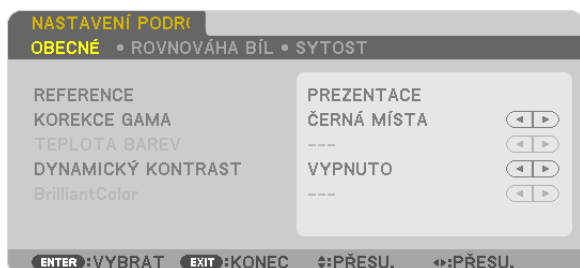 NASTAVENÍ PODR
OBECNÉ • ROVNOVÁHA BÍL • SYTOST
REFERENCE PREZENTACE
KOREKCE GAMA ČERNÁ MÍSTA
TEPLOTA BAREV ---
DYNAMICKÝ KONTRAST VYPNUTO
BrilliantColor ---
ENTER :VYBRAT EXIT :KONEC :PŘESU. :PŘESU.